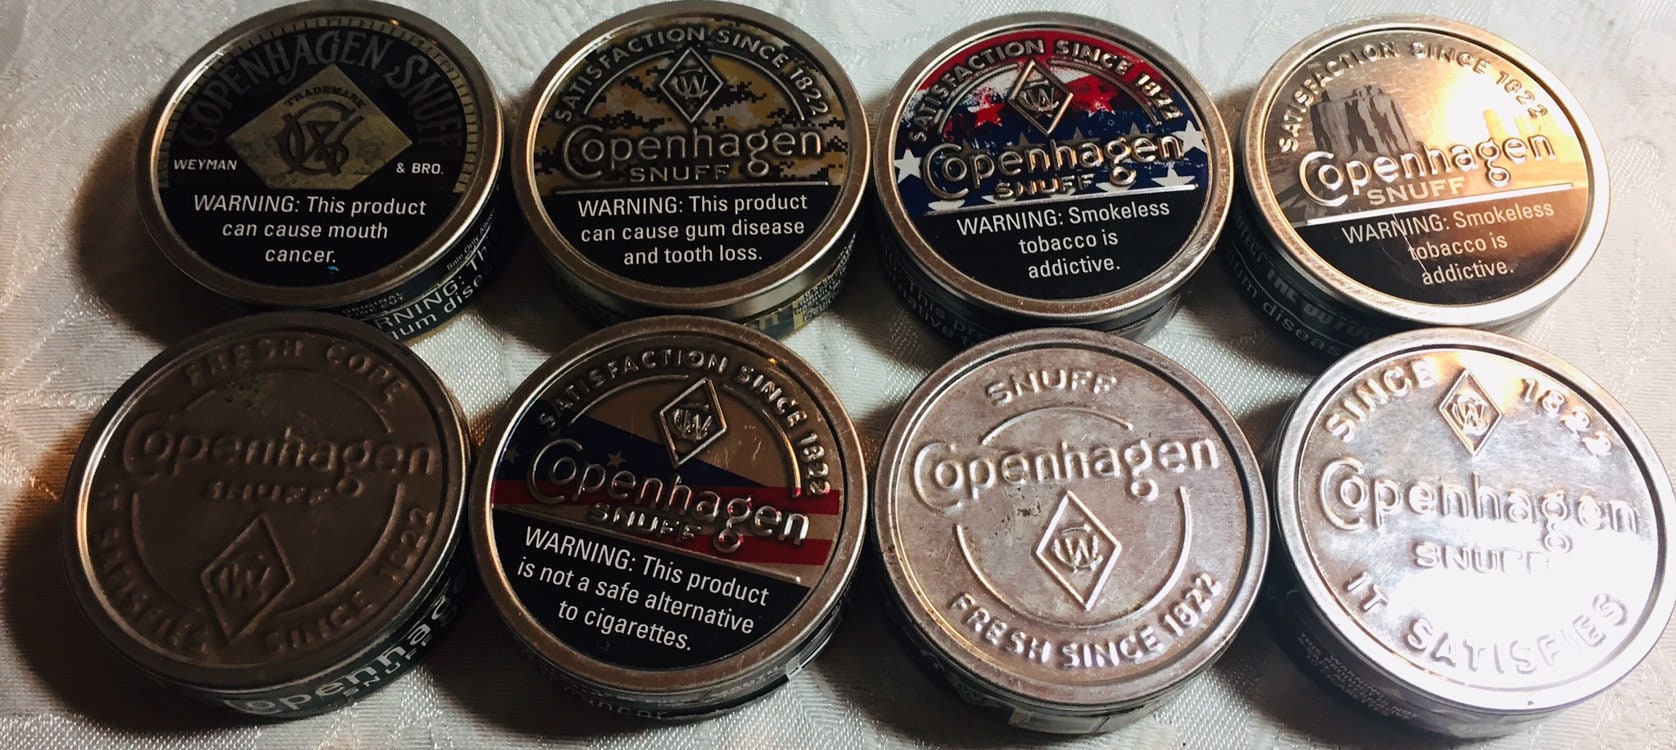 COPENHAGEN SNUFF
TRADEMARK
WEYMAN & BRO.
WARNING: This product
can cause mouth
cancer.
SATISFACTION SINCE 1822
Copenhagen
SNUFF
WARNING: This product
can cause gum disease
and tooth loss.
SATISFACTION SINCE 1822
Copenhagen
SNUFF
WARNING: Smokeless
tobacco is
addictive.
SATISFACTION SINCE 1822
Copenhagen
SNUFF
WARNING: Smokeless
tobacco is
addictive.
FRESH COPE
Copenhagen
SNUFF
IT SATISFIES SINCE 1822
Copenhagen
SNUFF
SATISFACTION SINCE 1822
Copenhagen
SNUFF
WARNING: This product
is not a safe alternative
to cigarettes.
SNUFF
Copenhagen
FRESH SINCE 1822
SINCE 1822
Copenhagen
SNUFF
IT SATISFIES